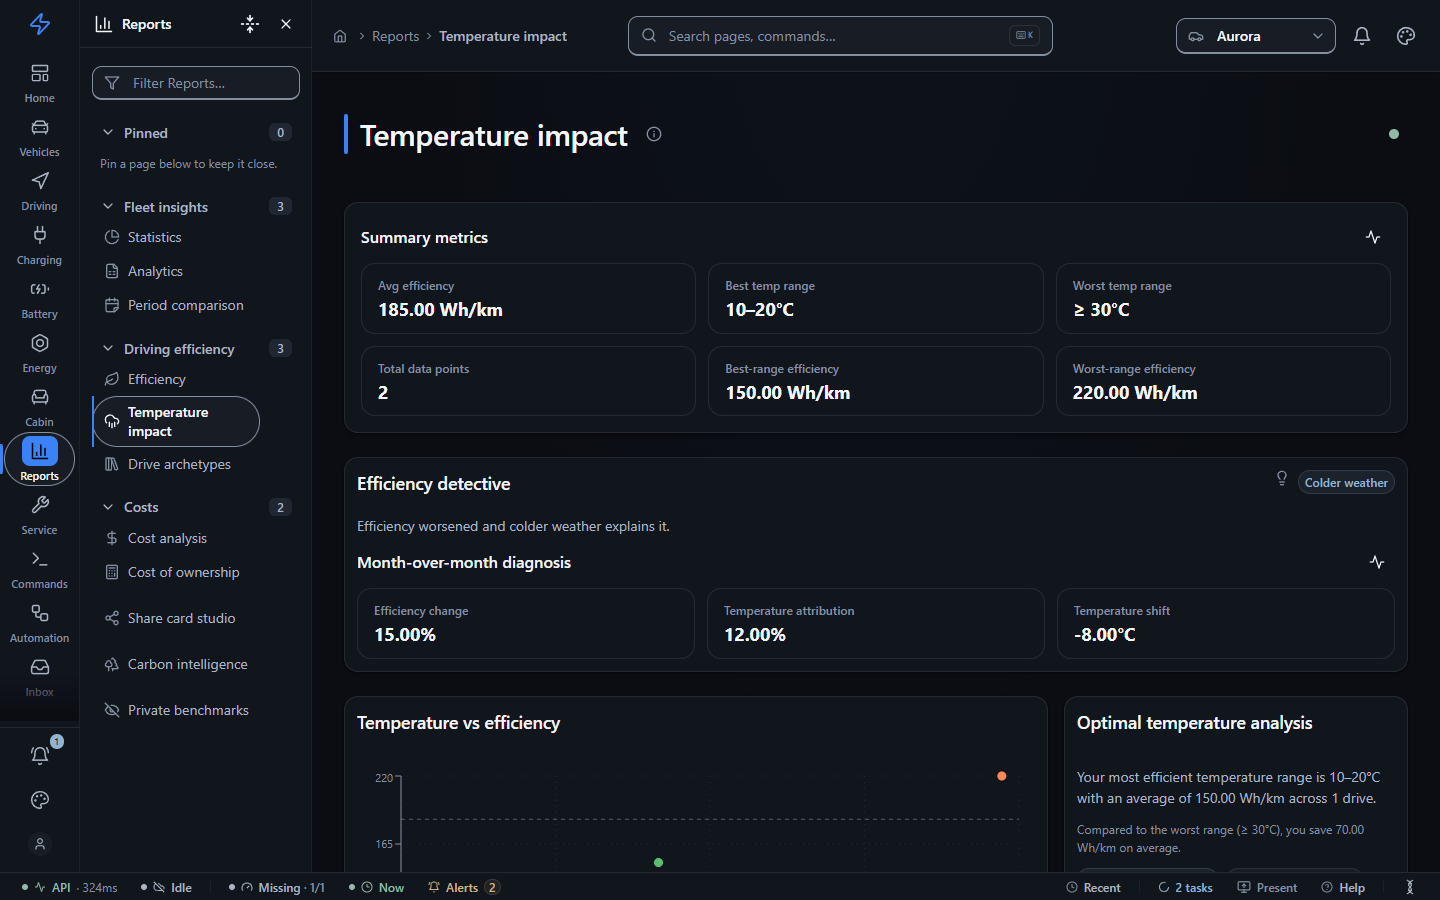 Reports
Reports
Temperature impact
Search pages, commands...
K
Aurora
Home
Vehicles
Driving
Charging
Battery
Energy
Cabin
Reports
Service
Commands
Automation
Inbox
1
Filter Reports...
Pinned
0
Pin a page below to keep it close.
Fleet insights
3
Statistics
Analytics
Period comparison
Driving efficiency
3
Efficiency
Temperature
impact
Drive archetypes
Costs
2
Cost analysis
Cost of ownership
Share card studio
Carbon intelligence
Private benchmarks
Temperature impact
Summary metrics
Avg efficiency
185.00 Wh/km
Best temp range
10–20°C
Worst temp range
≥ 30°C
Total data points
2
Best-range efficiency
150.00 Wh/km
Worst-range efficiency
220.00 Wh/km
Efficiency detective
Colder weather
Efficiency worsened and colder weather explains it.
Month-over-month diagnosis
Efficiency change
15.00%
Temperature attribution
12.00%
Temperature shift
-8.00°C
Temperature vs efficiency
220
165
Optimal temperature analysis
Your most efficient temperature range is 10–20°C
with an average of 150.00 Wh/km across 1 drive.
Compared to the worst range (≥ 30°C), you save 70.00
Wh/km on average.
API · 324ms
Idle
Missing · 1/1
Now
Alerts 2
Recent
2 tasks
Present
Help